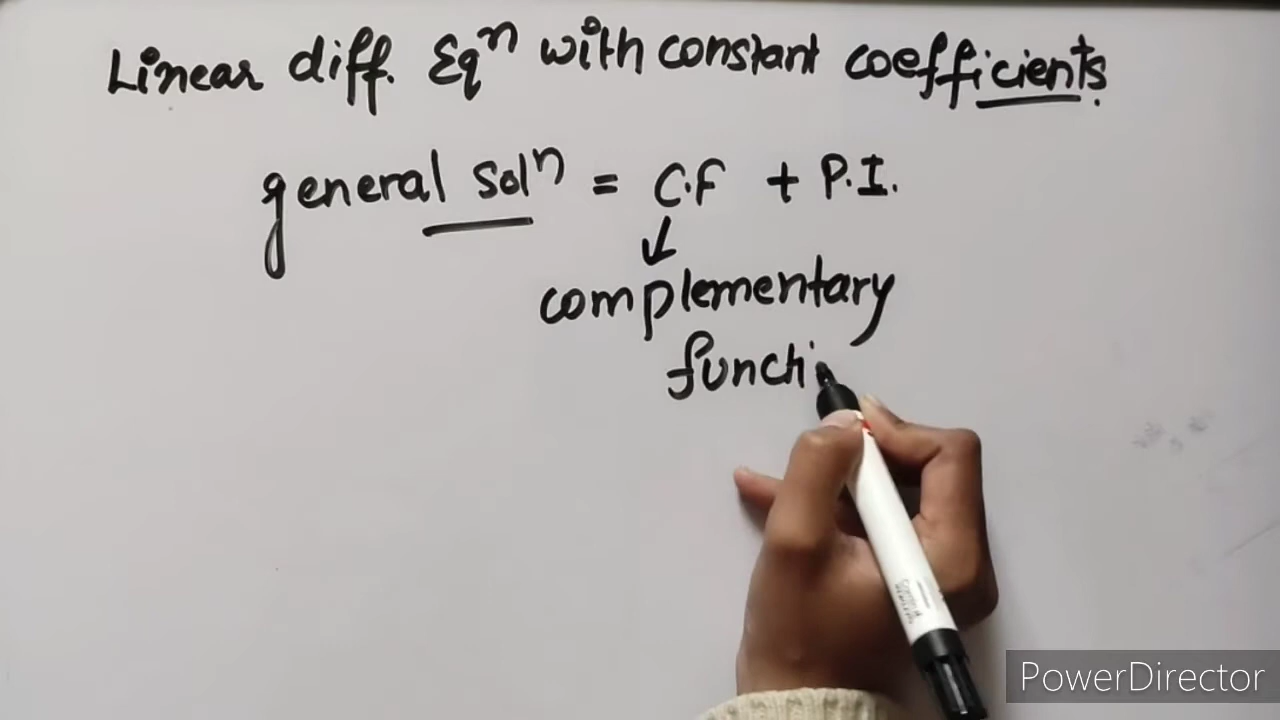 Linear diff. Eqⁿ with constant coefficients.
general solⁿ = C.F + P.I.
↓
complementary
functi
PowerDirector